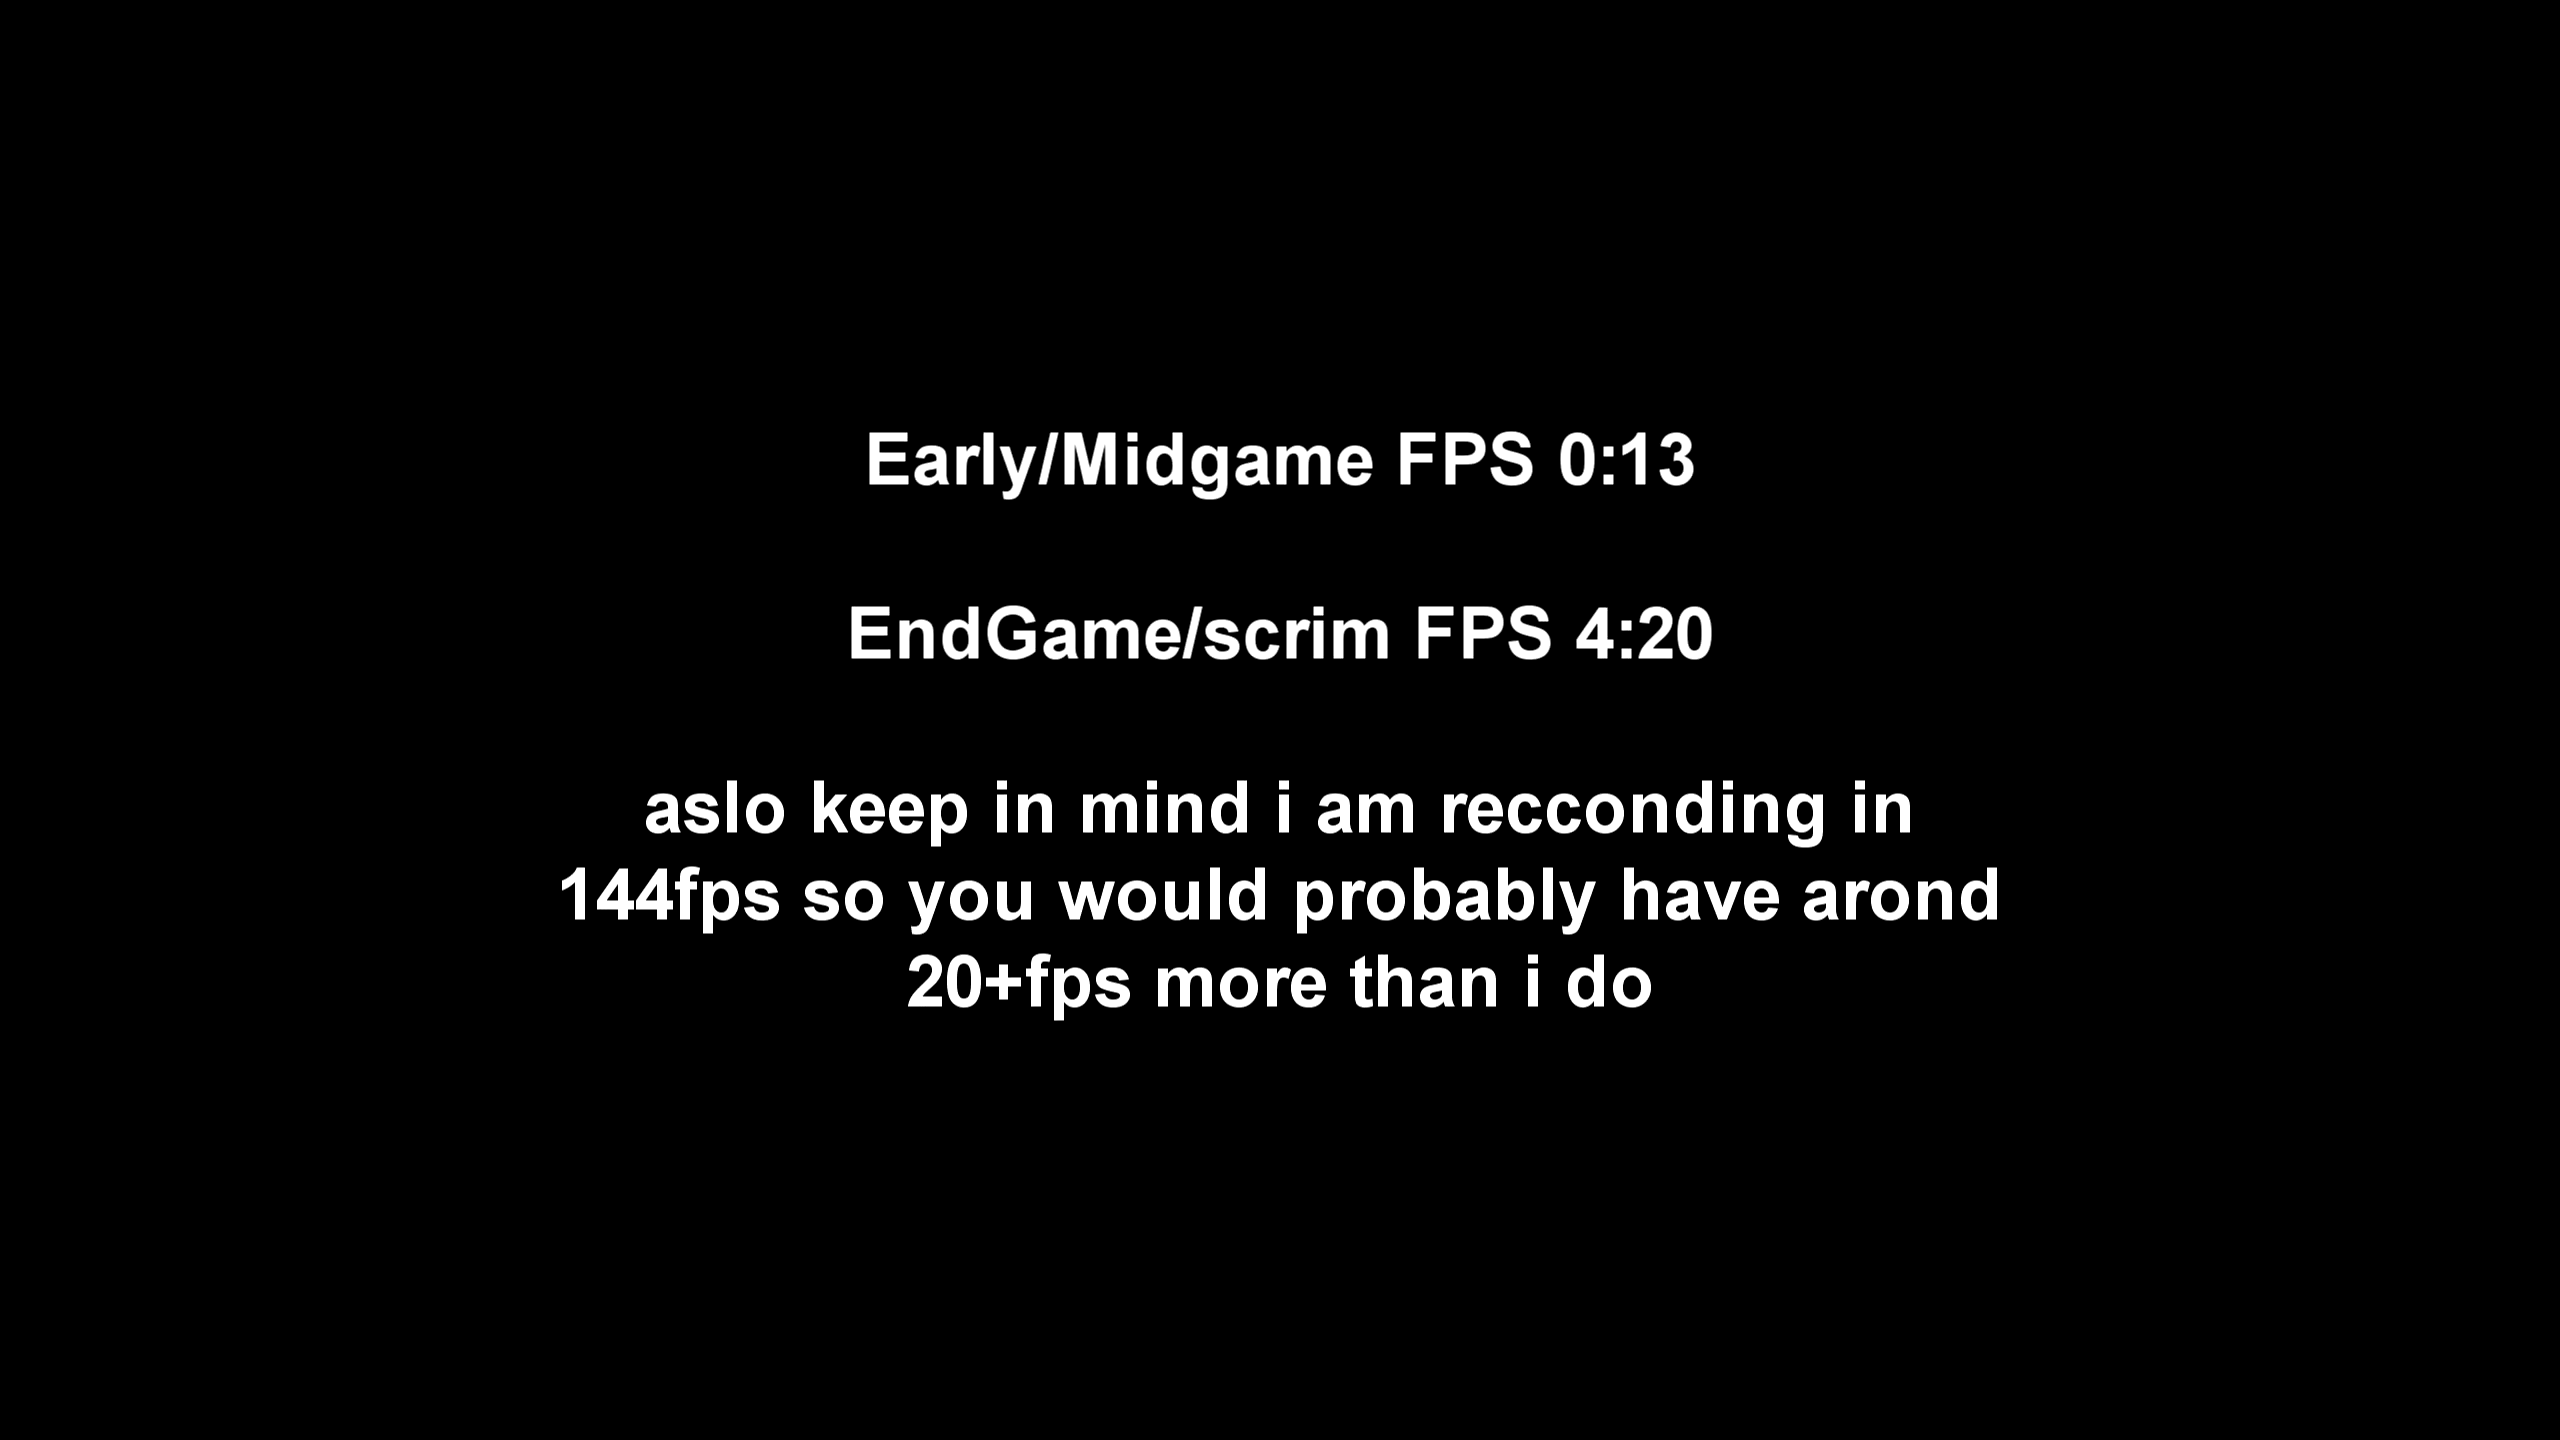 Early/Midgame FPS 0:13
EndGame/scrim FPS 4:20
aslo keep in mind i am recconding in
144fps so you would probably have arond
20+fps more than i do